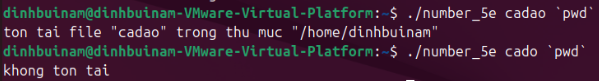 dinhbuinam@dinhbuinam-VMware-Virtual-Platform:~$ ./number_5e cadao `pwd`
ton tai file "cadao" trong thu muc "/home/dinhbuinam"
dinhbuinam@dinhbuinam-VMware-Virtual-Platform:~$ ./number_5e cado `pwd`
khong ton tai